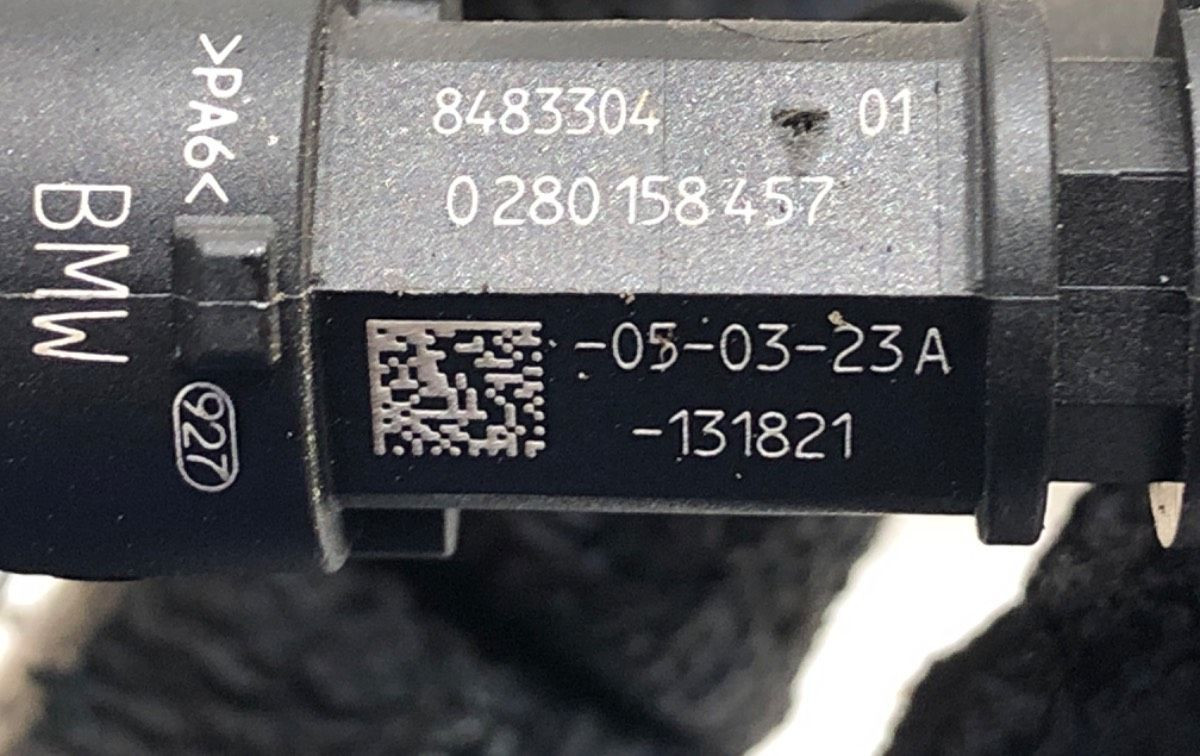 >PA6<
BMW
927
8483304 01
0 280 158 457
-05-03-23 A
-131821